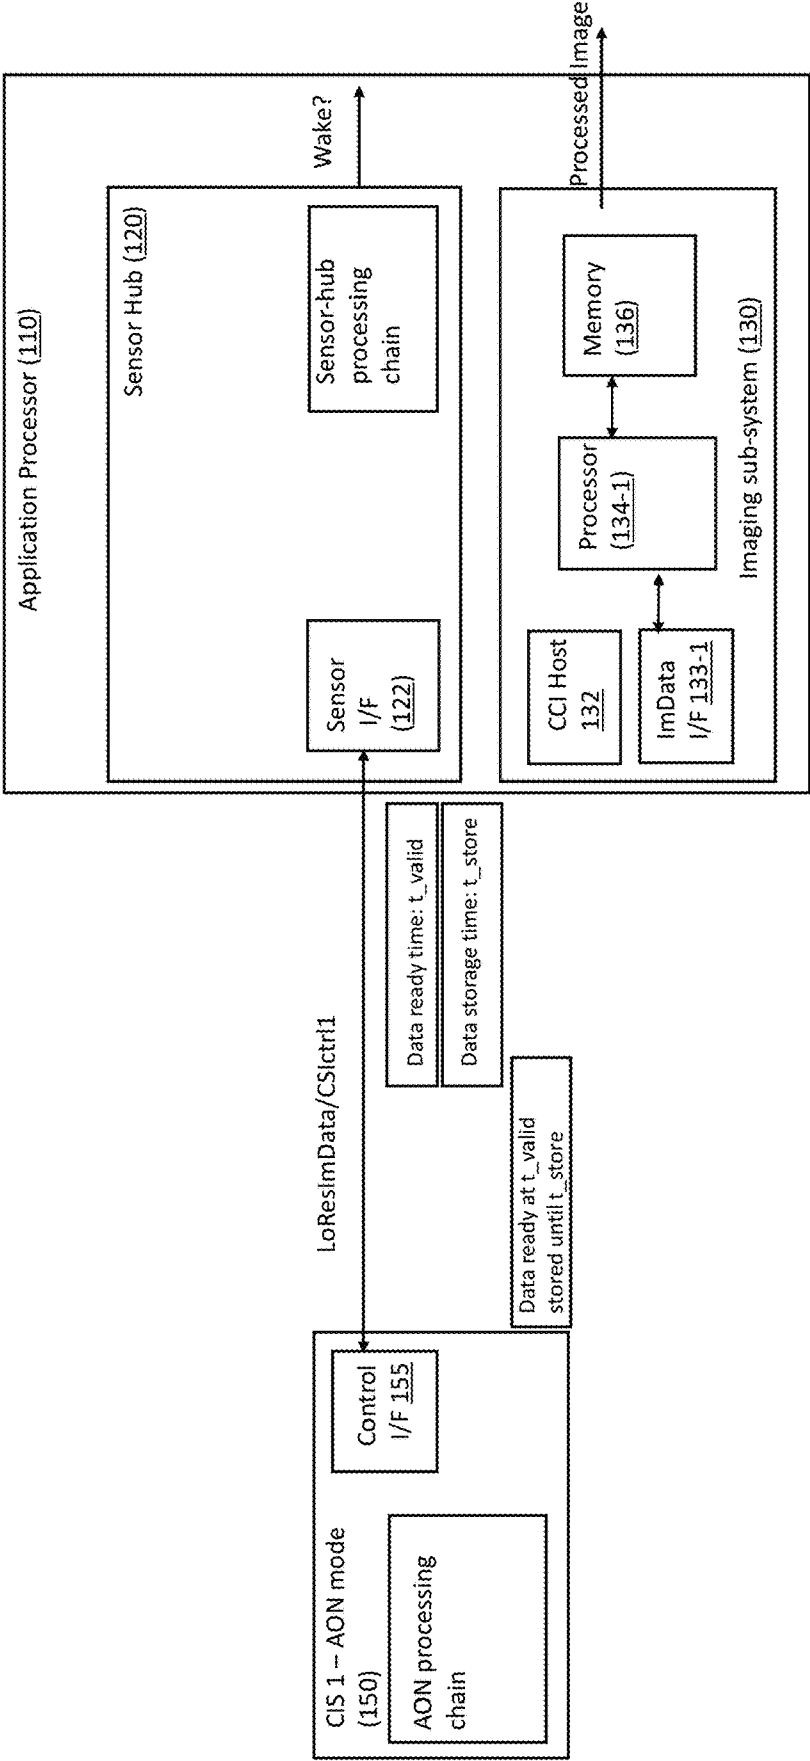 CIS 1 – AON mode
(150)
AON processing
chain
Control
I/F 155
LoResImData/CSIctrl1
Data ready time: t_valid
Data storage time: t_store
Data ready at t_valid
stored until t_store
Application Processor (110)
Sensor Hub (120)
Sensor
I/F
(122)
Sensor-hub
processing
chain
Wake?
CCI Host
132
ImData
I/F 133-1
Processor
(134-1)
Memory
(136)
Imaging sub-system (130)
Processed Image